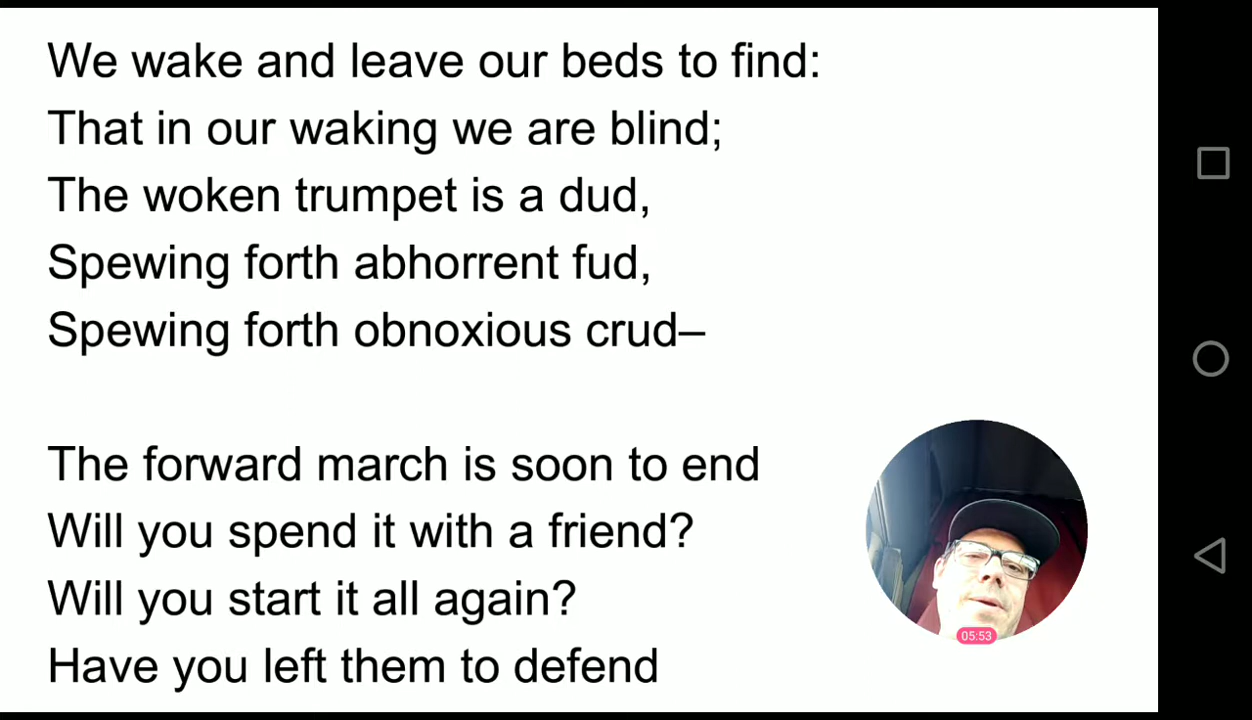 We wake and leave our beds to find:
That in our waking we are blind;
The woken trumpet is a dud,
Spewing forth abhorrent fud,
Spewing forth obnoxious crud–
The forward march is soon to end
Will you spend it with a friend?
Will you start it all again?
Have you left them to defend
05:53